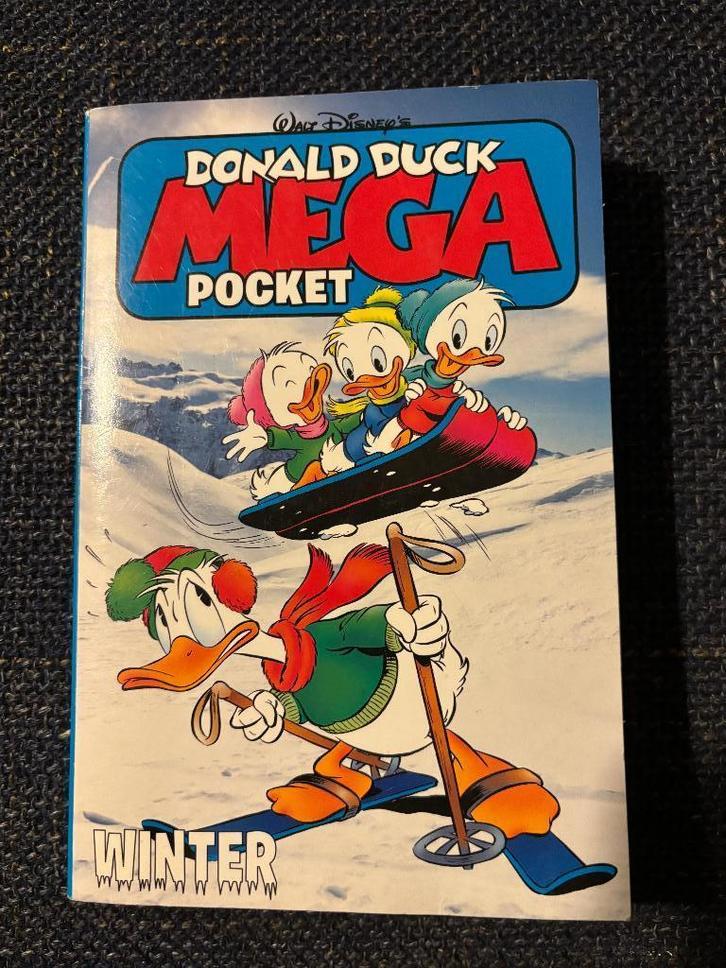 Walt Disney's
DONALD DUCK
MEGA
POCKET
WINTER